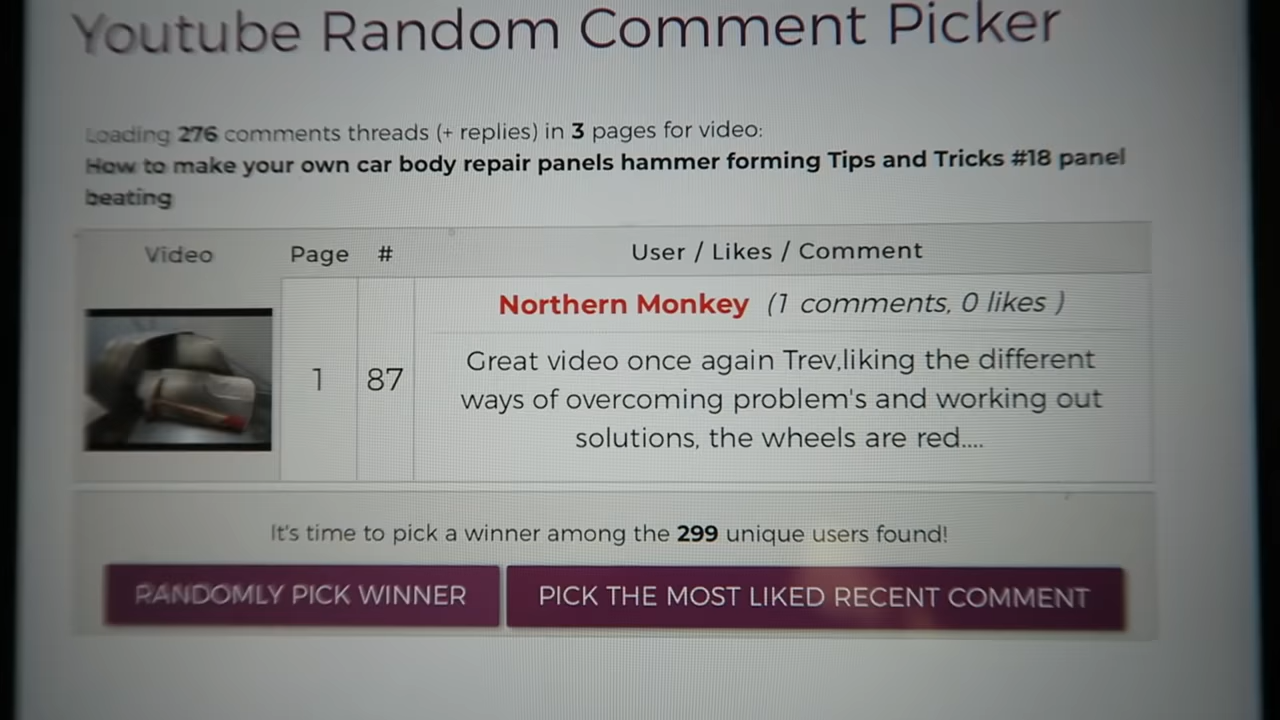 Youtube Random Comment Picker
Loading 276 comments threads (+ replies) in 3 pages for video:
How to make your own car body repair panels hammer forming Tips and Tricks #18 panel
beating
Video Page # User / Likes / Comment
Northern Monkey (1 comments, 0 likes )
1 87
Great video once again Trev,liking the different
ways of overcoming problem's and working out
solutions, the wheels are red....
It's time to pick a winner among the 299 unique users found!
RANDOMLY PICK WINNER PICK THE MOST LIKED RECENT COMMENT